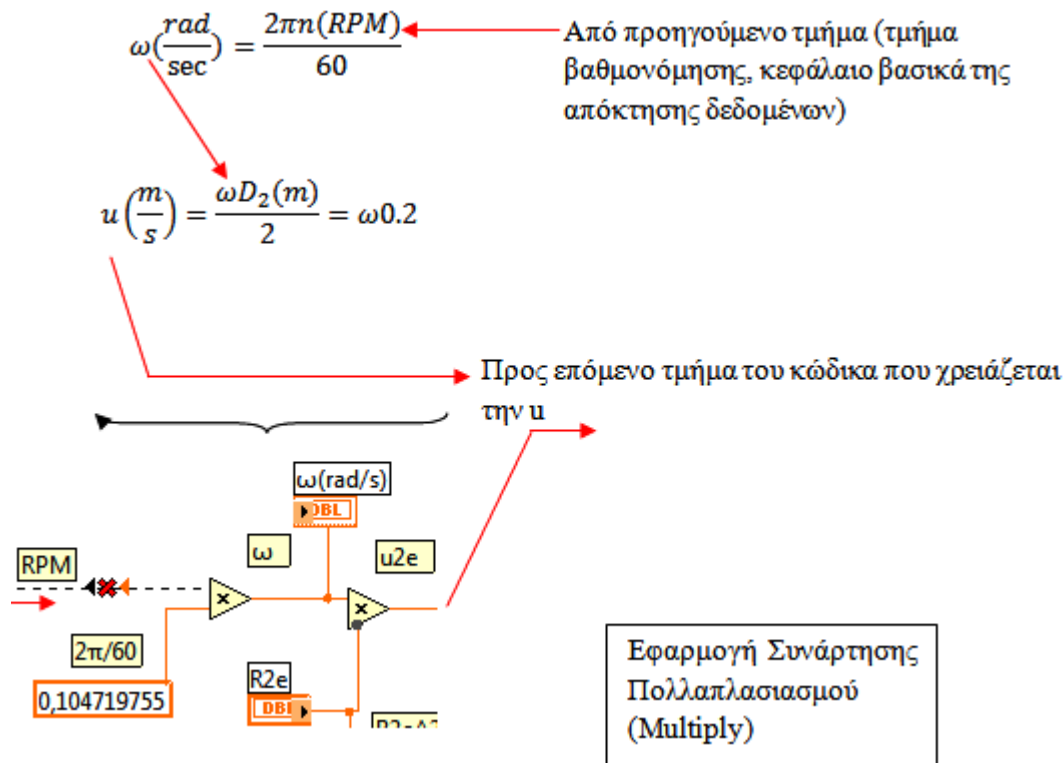 ω(rad/sec) = 2πn(RPM)/60
Από προηγούμενο τμήμα (τμήμα
βαθμονόμησης, κεφάλαιο βασικά της
απόκτησης δεδομένων)
u(m/s) = ωD₂(m)/2 = ω0.2
Προς επόμενο τμήμα του κώδικα που χρειάζεται
την u
ω(rad/s)
DBL
ω
u2e
RPM
2π/60
0,104719755
R2e
DBL
Εφαρμογή Συνάρτησης
Πολλαπλασιασμού
(Multiply)